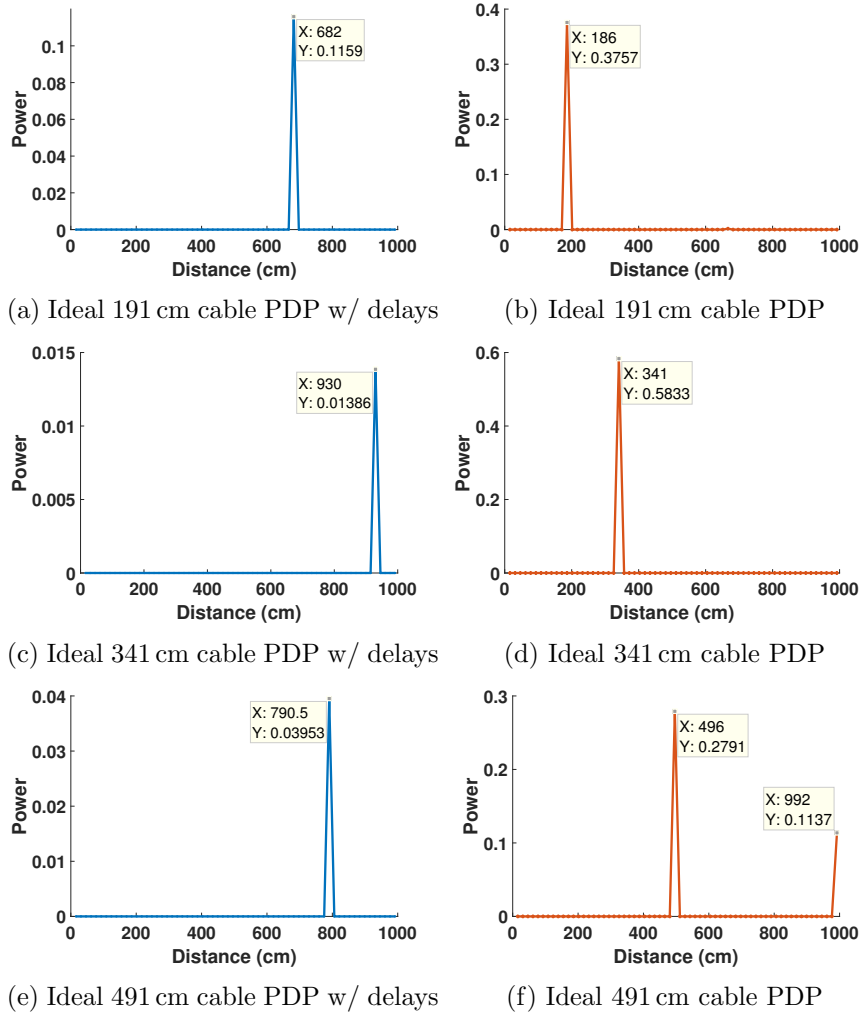 0.1
0.08
0.06
0.04
0.02
0
Power
X: 682
Y: 0.1159
0 200 400 600 800 1000
Distance (cm)
(a) Ideal 191 cm cable PDP w/ delays
0.4
0.3
0.2
0.1
0
Power
X: 186
Y: 0.3757
0 200 400 600 800 1000
Distance (cm)
(b) Ideal 191 cm cable PDP
0.015
0.01
0.005
0
Power
X: 930
Y: 0.01386
0 200 400 600 800 1000
Distance (cm)
(c) Ideal 341 cm cable PDP w/ delays
0.6
0.4
0.2
0
Power
X: 341
Y: 0.5833
0 200 400 600 800 1000
Distance (cm)
(d) Ideal 341 cm cable PDP
0.04
0.03
0.02
0.01
0
Power
X: 790.5
Y: 0.03953
0 200 400 600 800 1000
Distance (cm)
(e) Ideal 491 cm cable PDP w/ delays
0.3
0.2
0.1
0
Power
X: 496
Y: 0.2791
X: 992
Y: 0.1137
0 200 400 600 800 1000
Distance (cm)
(f) Ideal 491 cm cable PDP